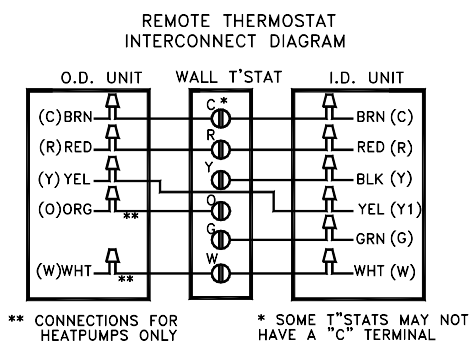 REMOTE THERMOSTAT
INTERCONNECT DIAGRAM
O.D. UNIT WALL T'STAT I.D. UNIT
(C)BRN C * BRN (C)
(R)RED R RED (R)
(Y) YEL Y BLK (Y)
(O)ORG ** O YEL (Y1)
G GRN (G)
(W)WHT ** W WHT (W)
** CONNECTIONS FOR
HEATPUMPS ONLY
* SOME T"STATS MAY NOT
HAVE A "C" TERMINAL